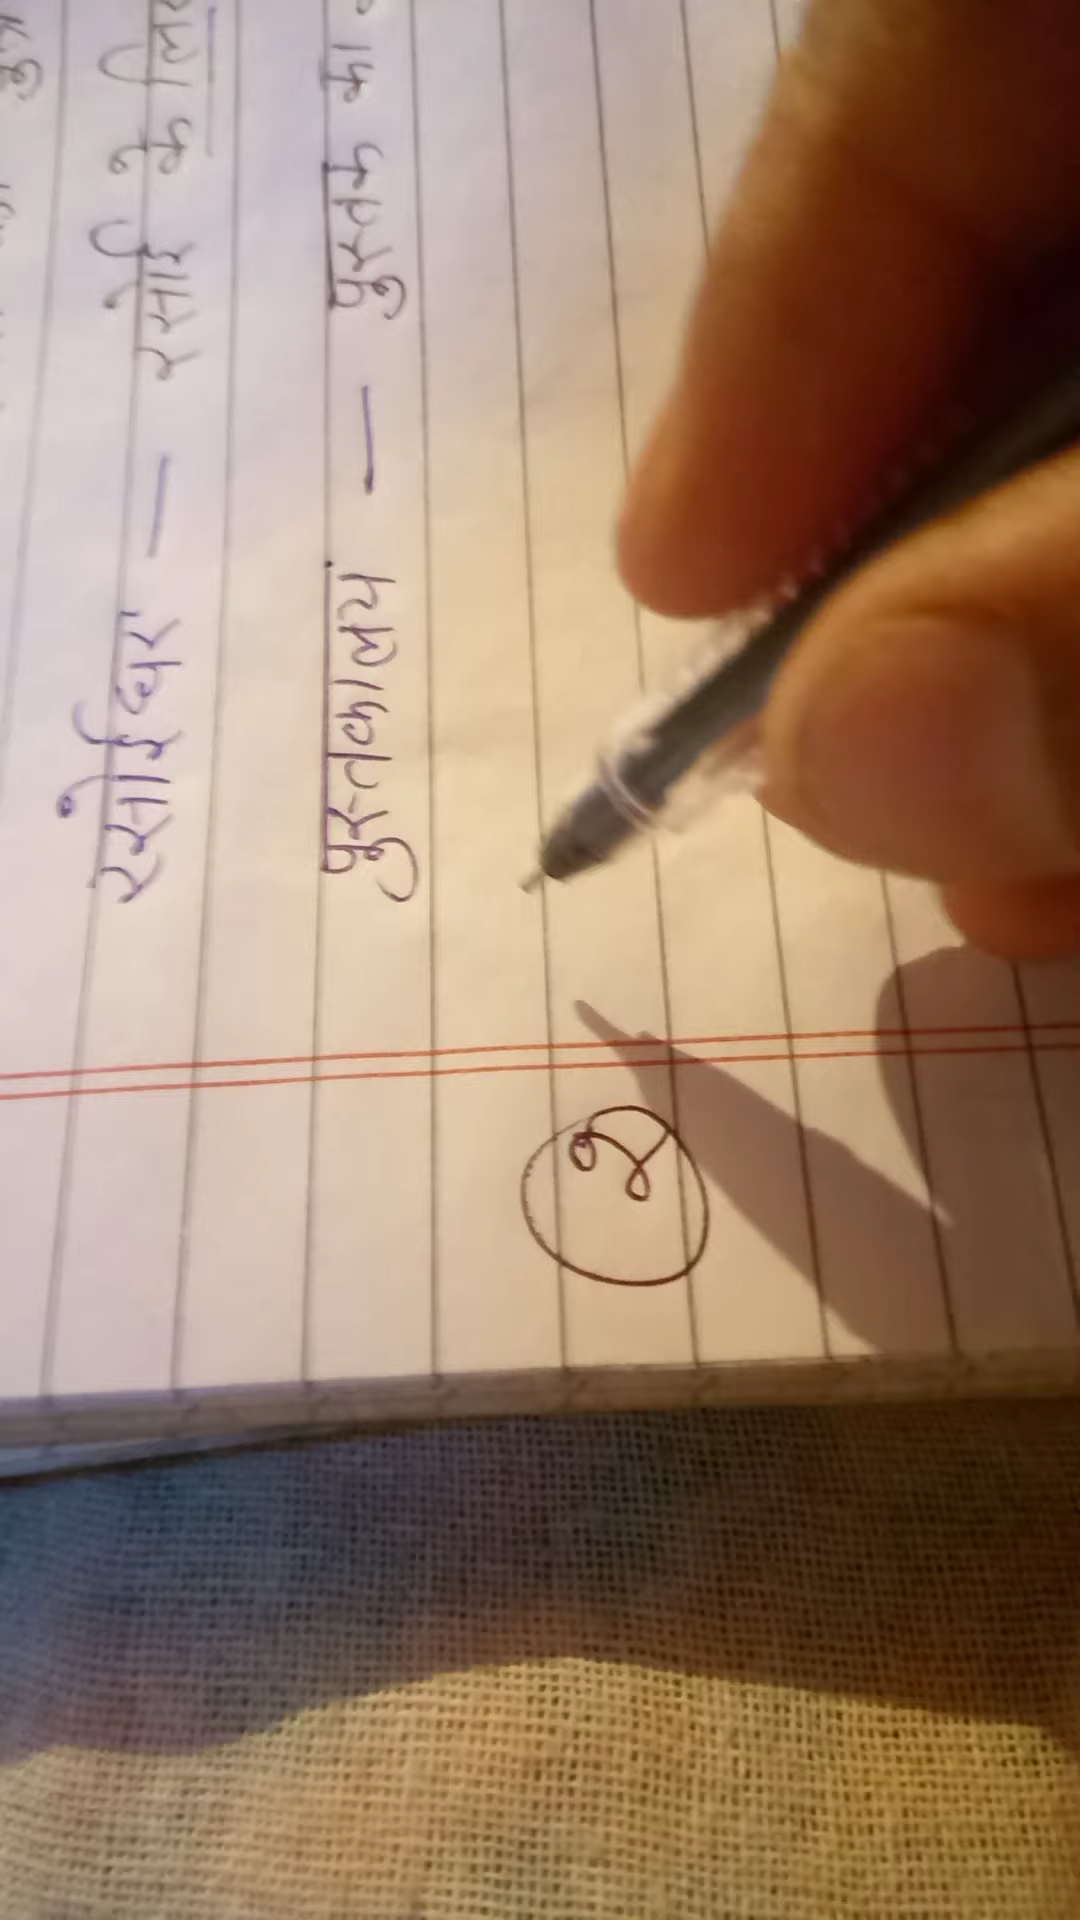 रसोईघर — रसोई के लिए
पुस्तकालय — पुस्तक का
२